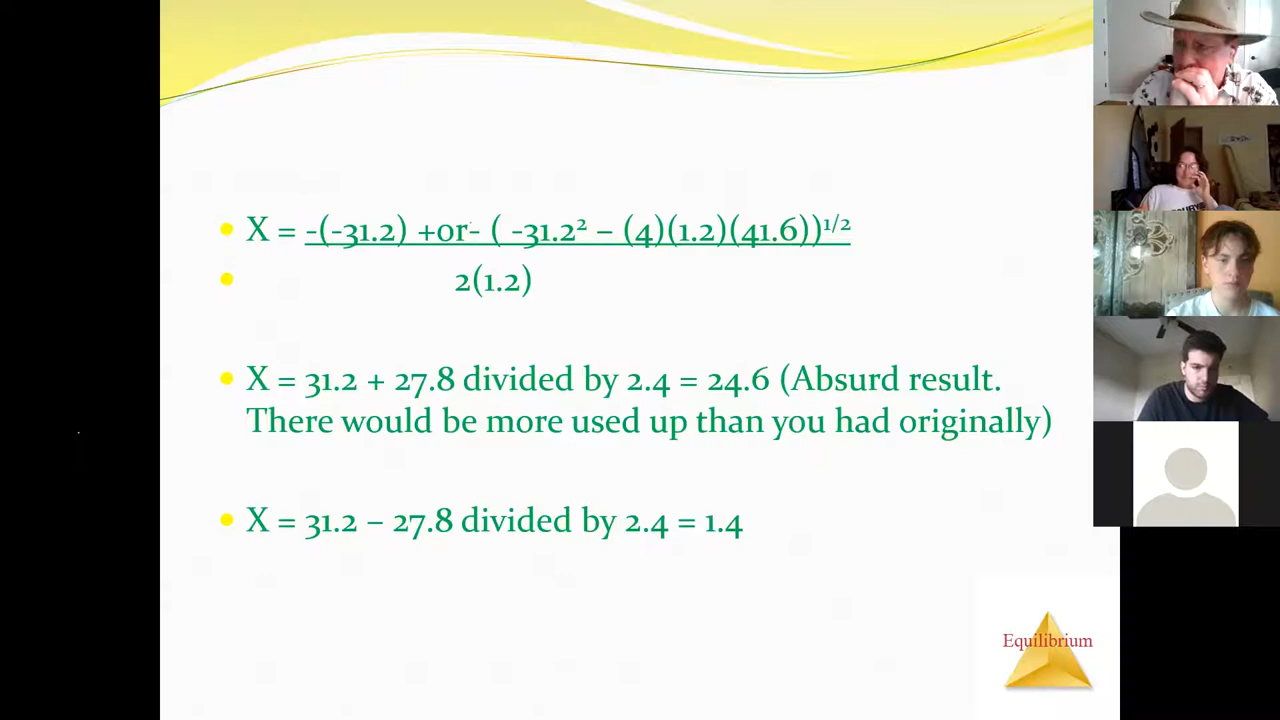 X = -(-31.2) +or- ( -31.2² – (4)(1.2)(41.6))¹/²
2(1.2)
X = 31.2 + 27.8 divided by 2.4 = 24.6 (Absurd result.
There would be more used up than you had originally)
X = 31.2 – 27.8 divided by 2.4 = 1.4
Equilibrium